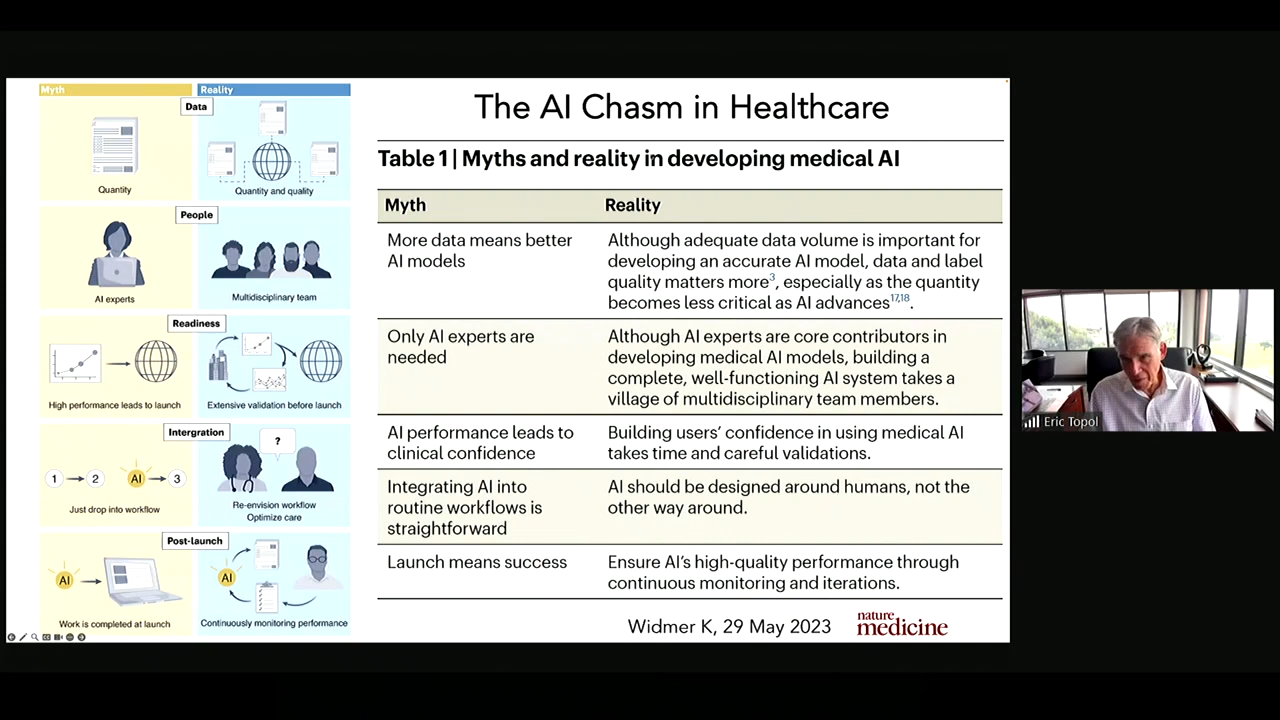 Myth
Reality
Data
Quantity
Quantity and quality
People
AI experts
Multidisciplinary team
Readiness
High performance leads to launch
Extensive validation before launch
Intergration
?
1
2
AI
3
Just drop into workflow
Re-envision workflow
Optimize care
Post-launch
AI
AI
Work is completed at launch
Continuously monitoring performance
The AI Chasm in Healthcare
Table 1 | Myths and reality in developing medical AI
Myth
Reality
More data means better
AI models
Although adequate data volume is important for
developing an accurate AI model, data and label
quality matters more3, especially as the quantity
becomes less critical as AI advances17,18.
Only AI experts are
needed
Although AI experts are core contributors in
developing medical AI models, building a
complete, well-functioning AI system takes a
village of multidisciplinary team members.
AI performance leads to
clinical confidence
Building users’ confidence in using medical AI
takes time and careful validations.
Integrating AI into
routine workflows is
straightforward
AI should be designed around humans, not the
other way around.
Launch means success
Ensure AI’s high-quality performance through
continuous monitoring and iterations.
Widmer K, 29 May 2023
nature
medicine
Eric Topol